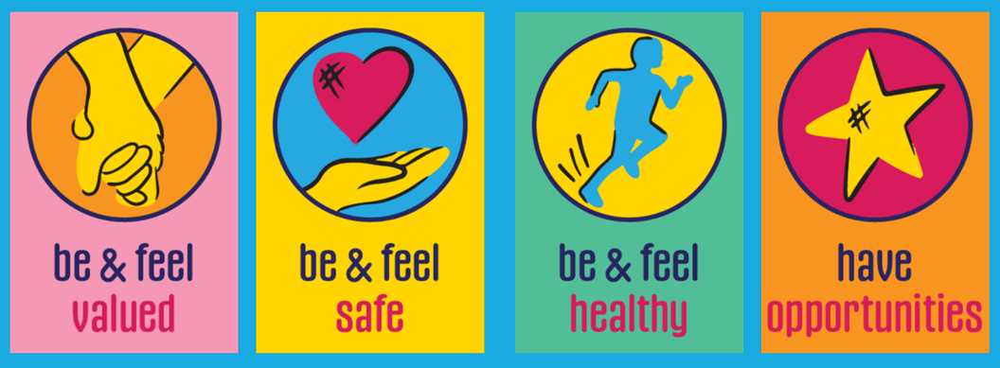 be & feel
valued
be & feel
safe
be & feel
healthy
have
opportunities